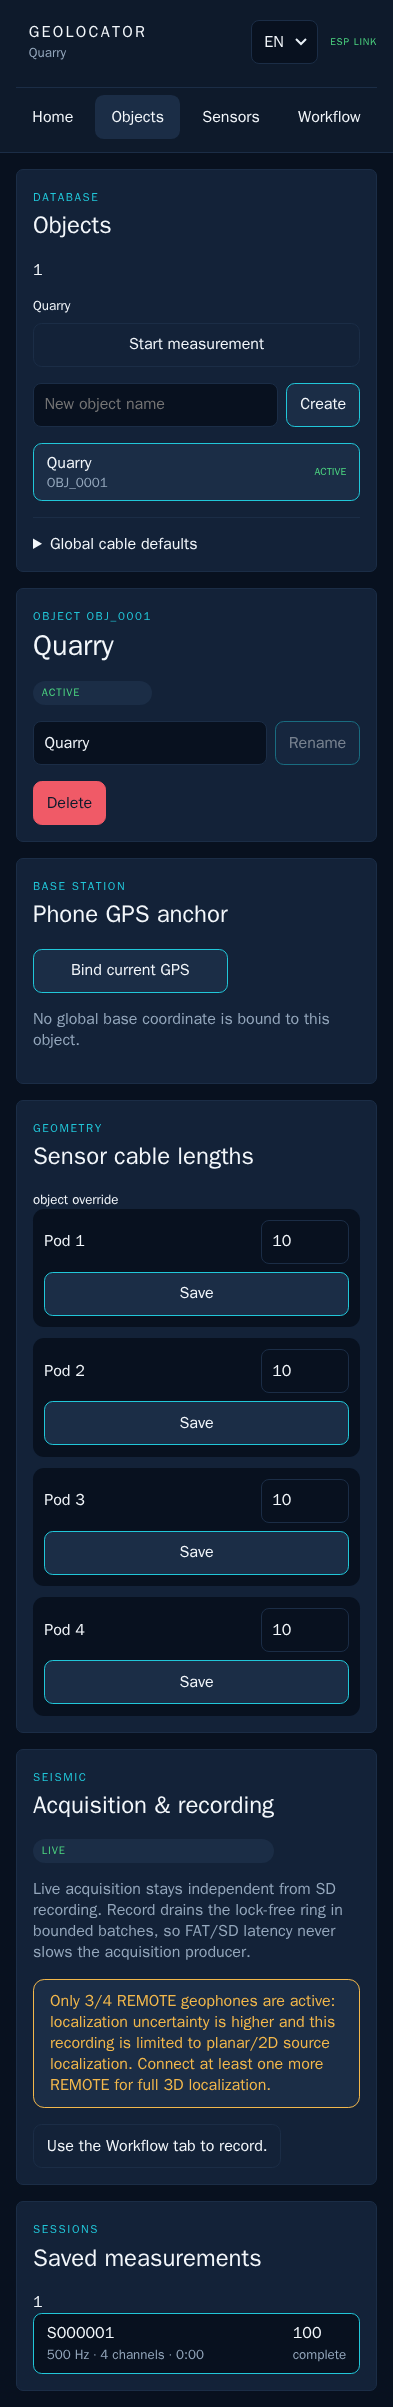 GEOLOCATOR
Quarry
EN
ESP LINK
Home
Objects
Sensors
Workflow
DATABASE
Objects
1
Quarry
Start measurement
New object name
Create
Quarry
OBJ_0001
ACTIVE
Global cable defaults
OBJECT OBJ_0001
Quarry
ACTIVE
Quarry
Rename
Delete
BASE STATION
Phone GPS anchor
Bind current GPS
No global base coordinate is bound to this
object.
GEOMETRY
Sensor cable lengths
object override
Pod 1
10
Save
Pod 2
10
Save
Pod 3
10
Save
Pod 4
10
Save
SEISMIC
Acquisition & recording
LIVE
Live acquisition stays independent from SD
recording. Record drains the lock-free ring in
bounded batches, so FAT/SD latency never
slows the acquisition producer.
Only 3/4 REMOTE geophones are active:
localization uncertainty is higher and this
recording is limited to planar/2D source
localization. Connect at least one more
REMOTE for full 3D localization.
Use the Workflow tab to record.
SESSIONS
Saved measurements
1
S000001
100
500 Hz · 4 channels · 0:00
complete